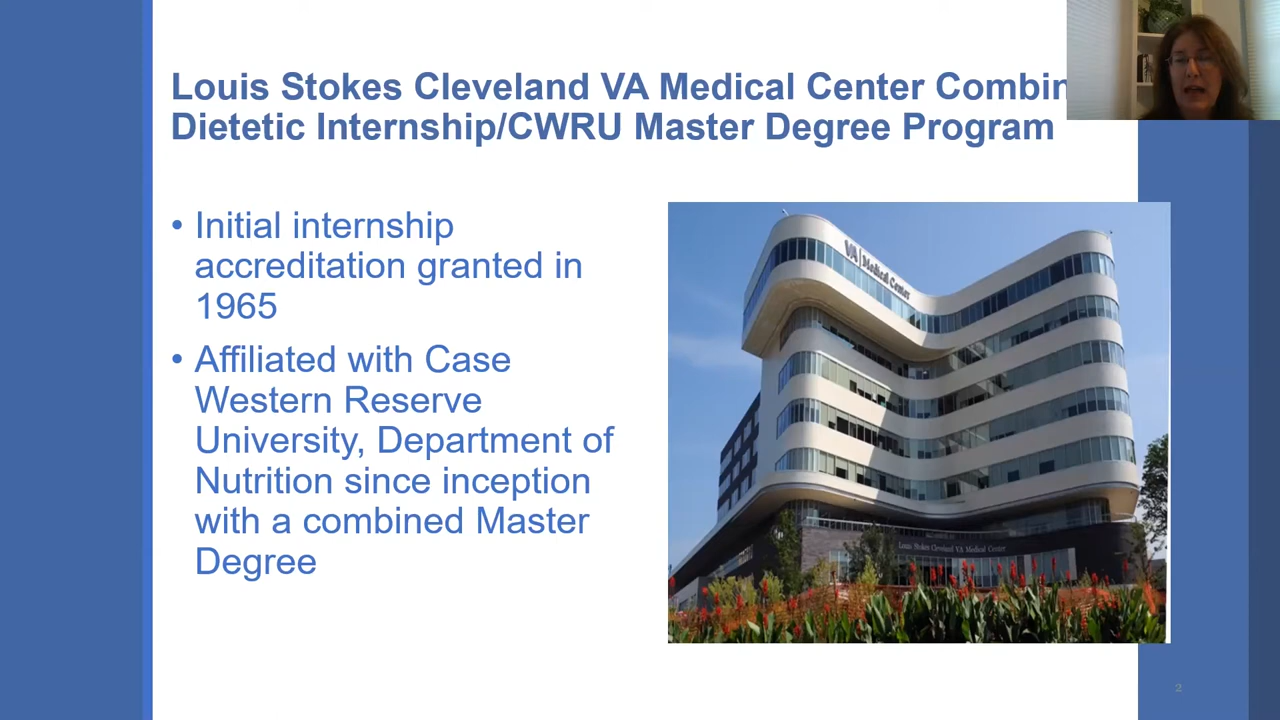 Louis Stokes Cleveland VA Medical Center Combin
Dietetic Internship/CWRU Master Degree Program
• Initial internship
accreditation granted in
1965
• Affiliated with Case
Western Reserve
University, Department of
Nutrition since inception
with a combined Master
Degree
VA | Medical Center
Louis Stokes Cleveland VA Medical Center
2